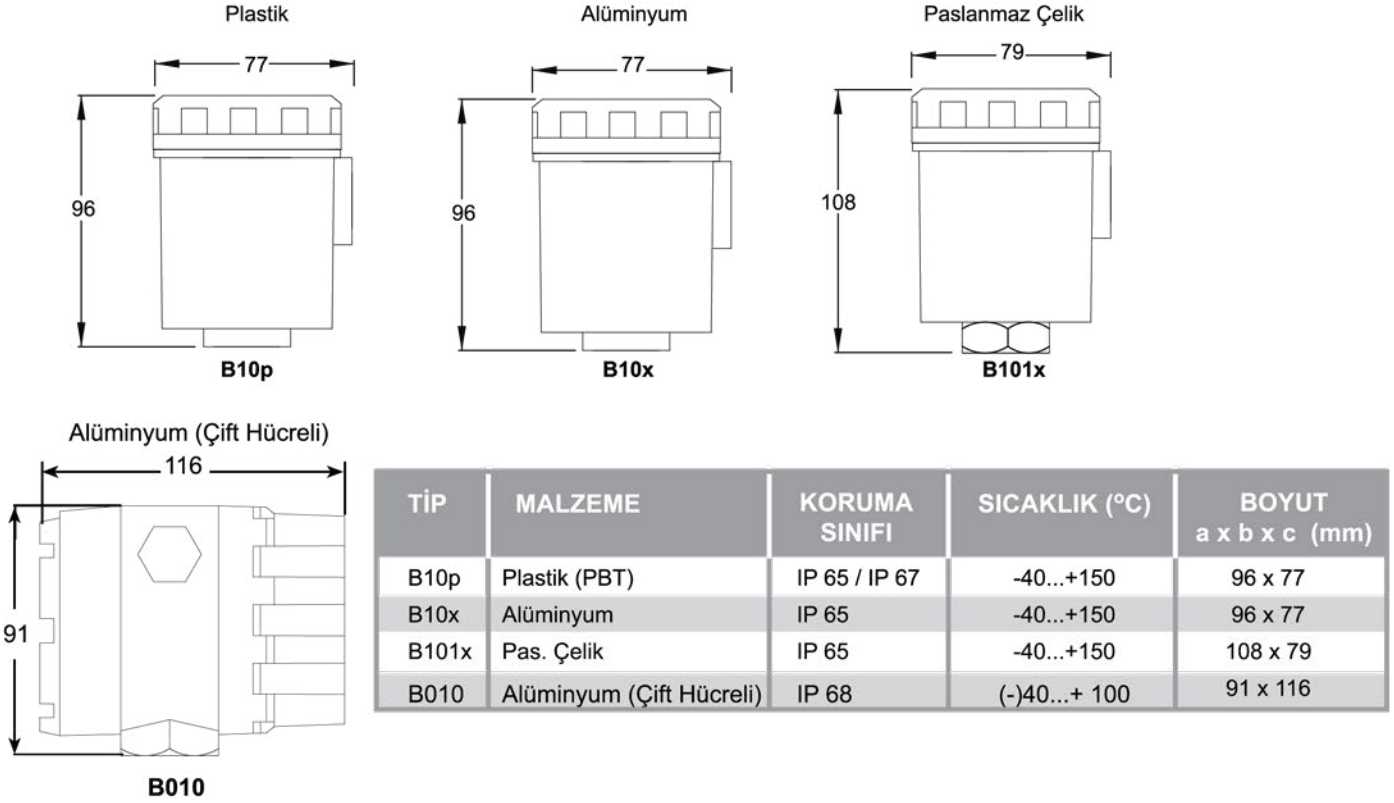 Plastik
Alüminyum
Paslanmaz Çelik
77
77
79
96
96
108
B10p
B10x
B101x
Alüminyum (Çift Hücreli)
116
91
B010
TİP MALZEME KORUMA SINIFI SICAKLIK (ºC) BOYUT a x b x c (mm)
B10p Plastik (PBT) IP 65 / IP 67 -40...+150 96 x 77
B10x Alüminyum IP 65 -40...+150 96 x 77
B101x Pas. Çelik IP 65 -40...+150 108 x 79
B010 Alüminyum (Çift Hücreli) IP 68 (-)40...+ 100 91 x 116